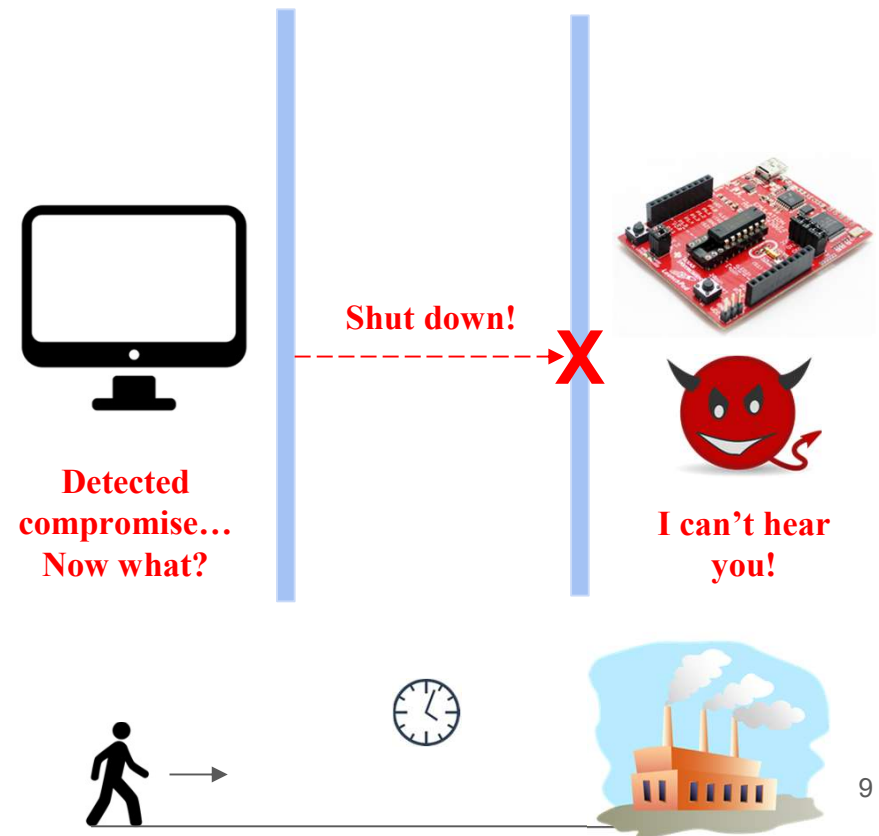 Shut down!
X
Detected
compromise…
Now what?
I can’t hear
you!
9